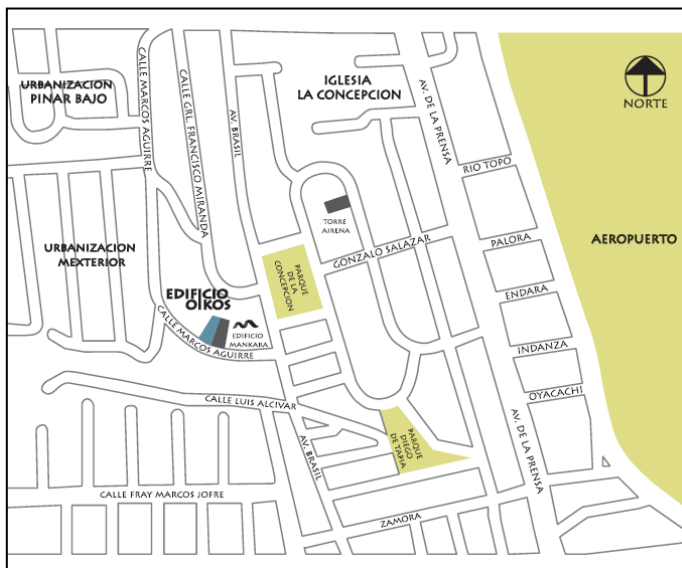 URBANIZACION
PINAR BAJO
CALLE MARCOS AGUIRRE
CALLE GRL. FRANCISCO MIRANDA
AV. BRASIL
IGLESIA
LA CONCEPCION
AV. DE LA PRENSA
NORTE
RIO TOPO
TORRE
AIRENA
GONZALO SALAZAR
PALORA
AEROPUERTO
URBANIZACION
MEXTERIOR
PARQUE
DE LA
CONCEPCION
ENDARA
EDIFICIO
OIKOS
EDIFICIO
MANKARA
CALLE MARCOS AGUIRRE
INDANZA
OYACACHI
CALLE LUIS ALCIVAR
AV. BRASIL
PARQUE
DIEGO
DE TAPIA
AV. DE LA PRENSA
CALLE FRAY MARCOS JOFRE
ZAMORA